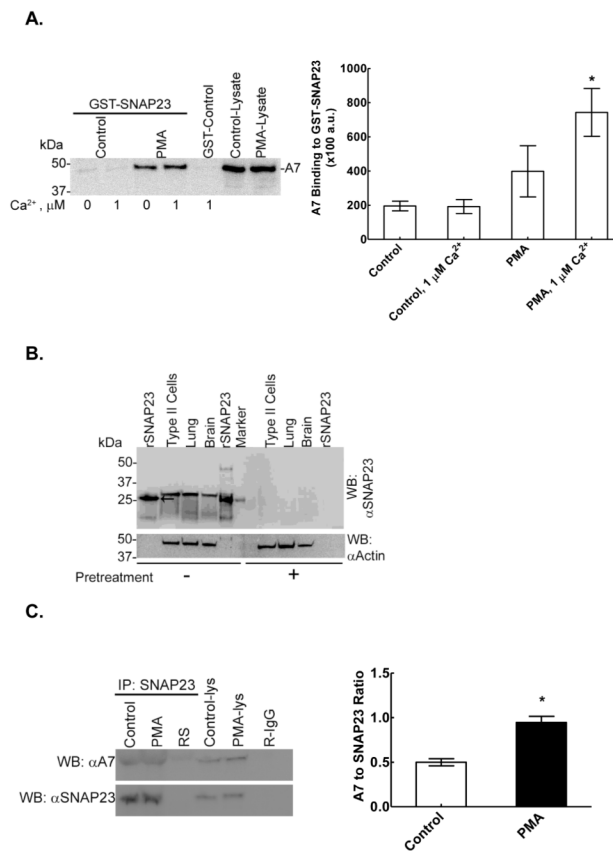 A.
GST-SNAP23
Control
PMA
GST-Control
Control-Lysate
PMA-Lysate
kDa
50-
37-
-A7
Ca²⁺, μM 0 1 0 1 1
A7 Binding to GST-SNAP23
(x100 a.u.)
1000
800
600
400
200
0
*
Control
Control, 1 μM Ca²⁺
PMA
PMA, 1 μM Ca²⁺
B.
kDa
rSNAP23
Type II Cells
Lung
Brain
rSNAP23
Marker
Type II Cells
Lung
Brain
rSNAP23
50-
37-
25-
WB:
αSNAP23
50-
37-
WB:
αActin
Pretreatment - +
C.
IP: SNAP23
Control
PMA
RS
Control-lys
PMA-lys
R-IgG
WB: αA7
WB: αSNAP23
A7 to SNAP23 Ratio
1.5
1.0
0.5
0.0
*
Control
PMA